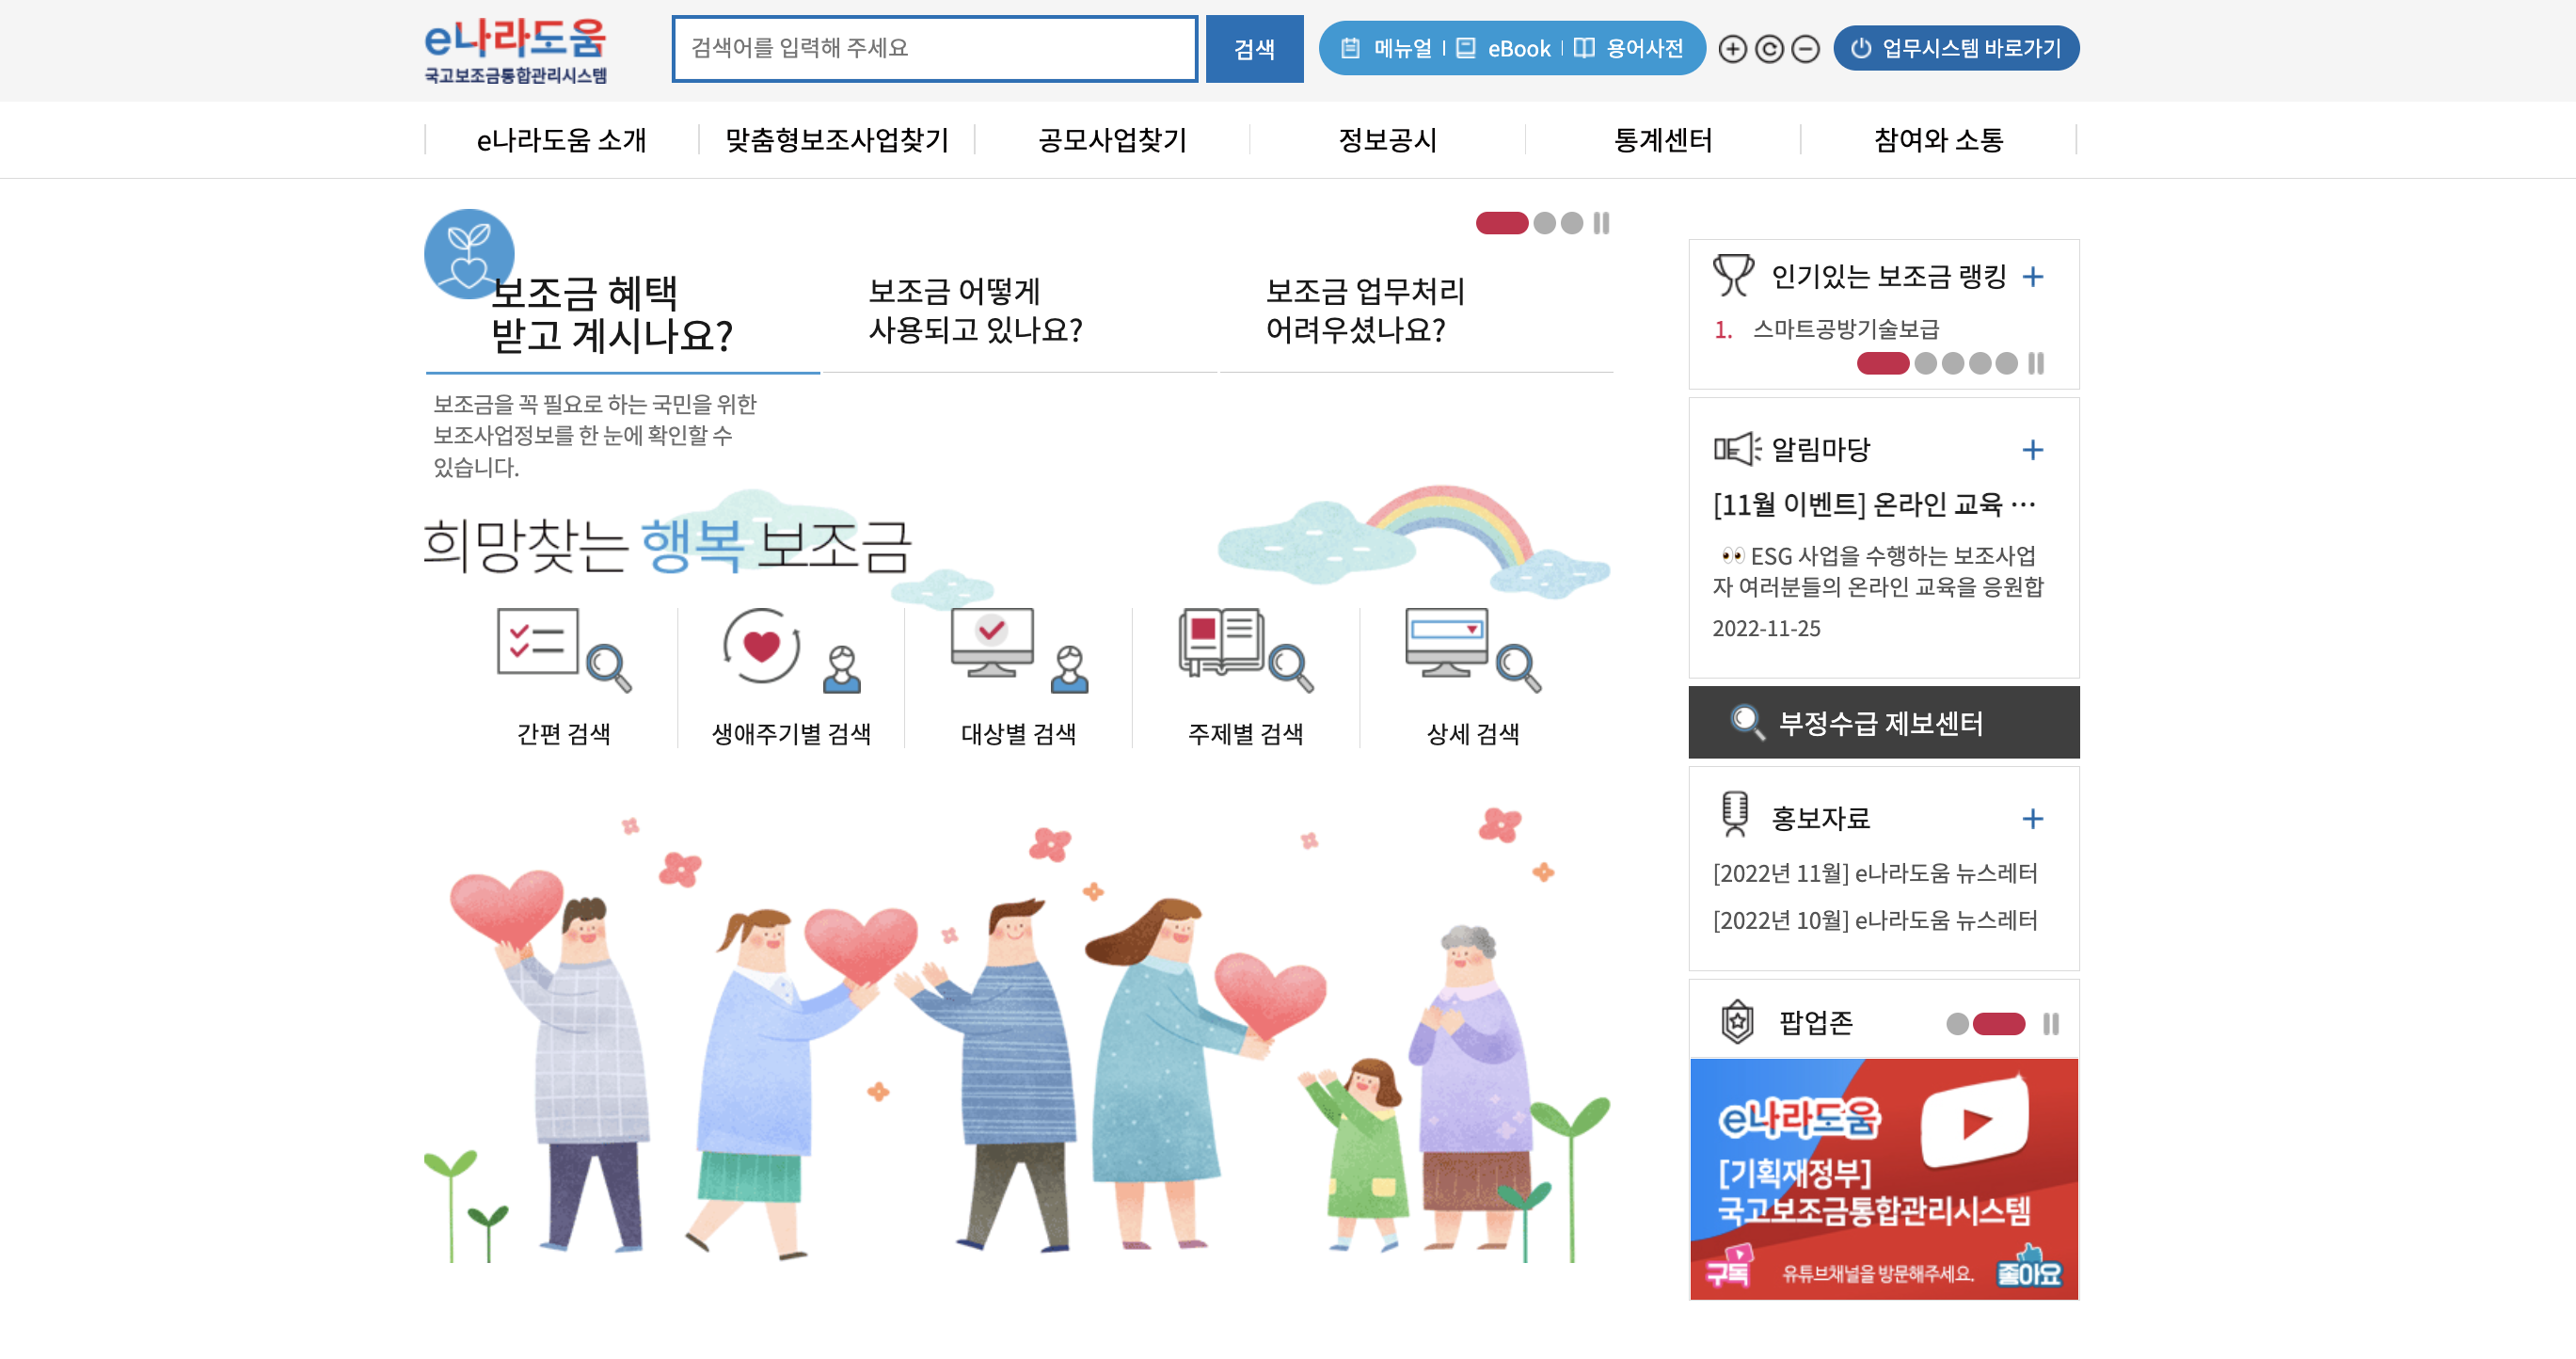 e나라도움
국고보조금통합관리시스템
검색어를 입력해 주세요
검색
메뉴얼
eBook
용어사전
업무시스템 바로가기
e나라도움 소개
맞춤형보조사업찾기
공모사업찾기
정보공시
통계센터
참여와 소통
보조금 혜택
받고 계시나요?
보조금 어떻게
사용되고 있나요?
보조금 업무처리
어려우셨나요?
보조금을 꼭 필요로 하는 국민을 위한
보조사업정보를 한 눈에 확인할 수
있습니다.
희망찾는 행복 보조금
간편 검색
생애주기별 검색
대상별 검색
주제별 검색
상세 검색
인기있는 보조금 랭킹
1. 스마트공방기술보급
알림마당
[11월 이벤트] 온라인 교육 ···
👀 ESG 사업을 수행하는 보조사업
자 여러분들의 온라인 교육을 응원합
2022-11-25
부정수급 제보센터
홍보자료
[2022년 11월] e나라도움 뉴스레터
[2022년 10월] e나라도움 뉴스레터
팝업존
e나라도움
[기획재정부]
국고보조금통합관리시스템
구독
유튜브채널을 방문해주세요.
좋아요